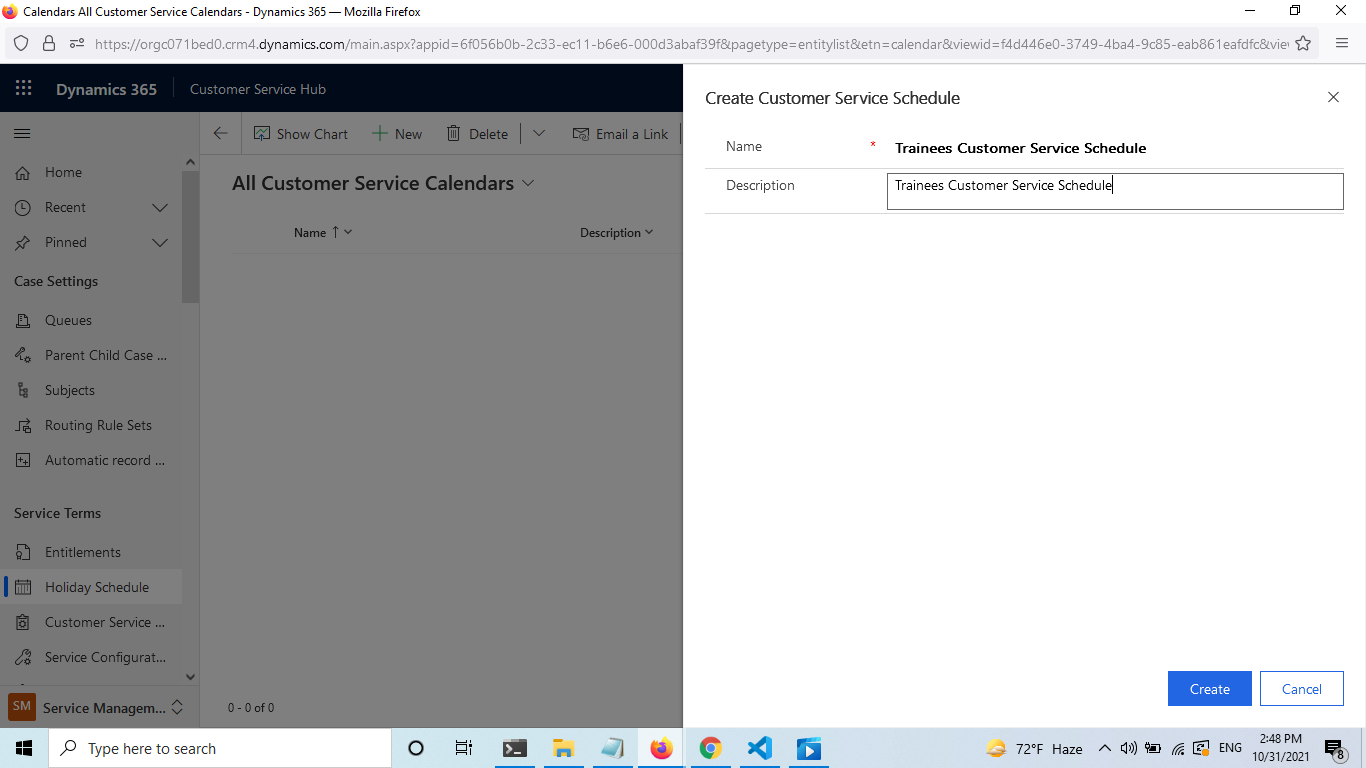 Calendars All Customer Service Calendars - Dynamics 365 — Mozilla Firefox
https://orgc071bed0.crm4.dynamics.com/main.aspx?appid=6f056b0b-2c33-ec11-b6e6-000d3abaf39f&pagetype=entitylist&etn=calendar&viewid=f4d446e0-3749-4ba4-9c85-eab861eafdfc&vie
Dynamics 365
Customer Service Hub
Show Chart
New
Delete
Email a Link
Home
Recent
Pinned
Case Settings
Queues
Parent Child Case ...
Subjects
Routing Rule Sets
Automatic record ...
Service Terms
Entitlements
Holiday Schedule
Customer Service ...
Service Configurat...
SM Service Managem...
All Customer Service Calendars
Name ↑
Description
0 - 0 of 0
Create Customer Service Schedule
Name * Trainees Customer Service Schedule
Description Trainees Customer Service Schedule
Create
Cancel
Type here to search
72°F Haze
ENG
2:48 PM
10/31/2021
8